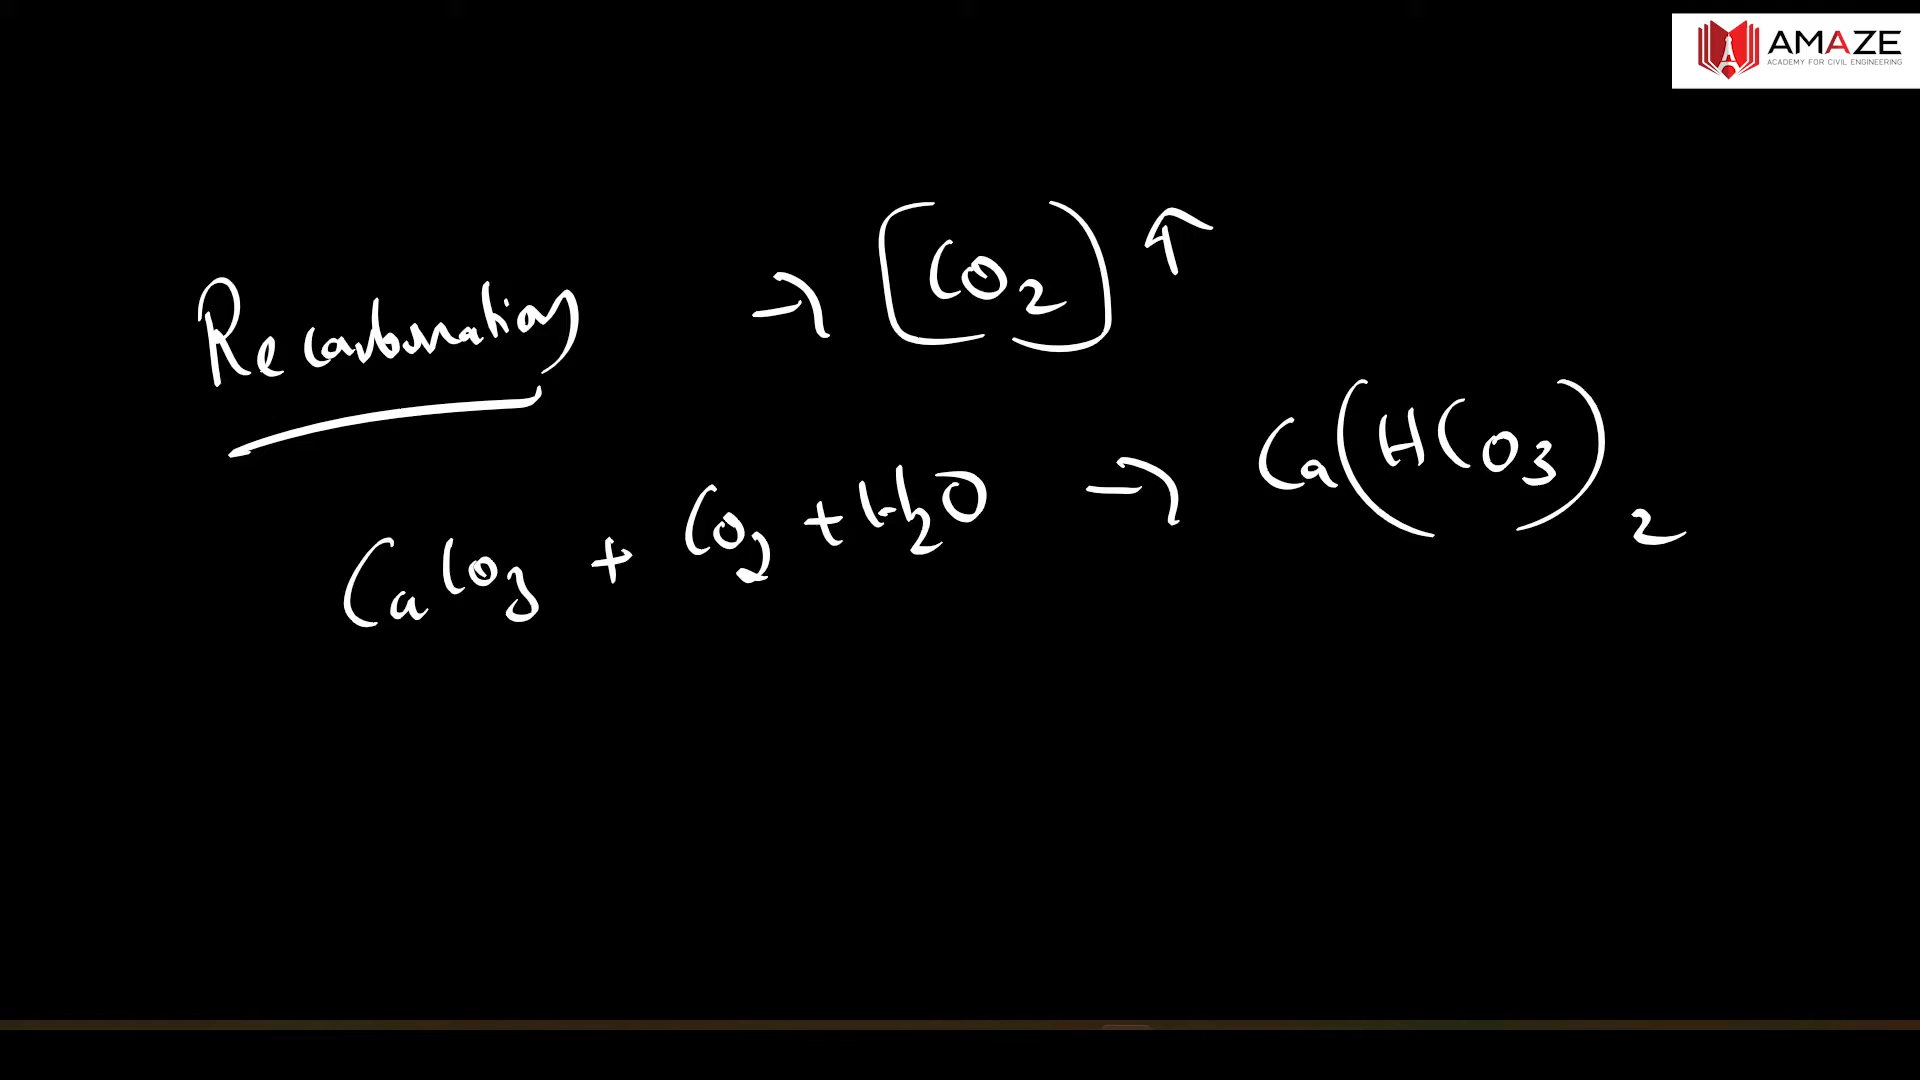 AMAZE
ACADEMY FOR CIVIL ENGINEERING
Recarbonation → (CO₂) ↑
CaCO₃ + CO₂ + H₂O → Ca(HCO₃)₂